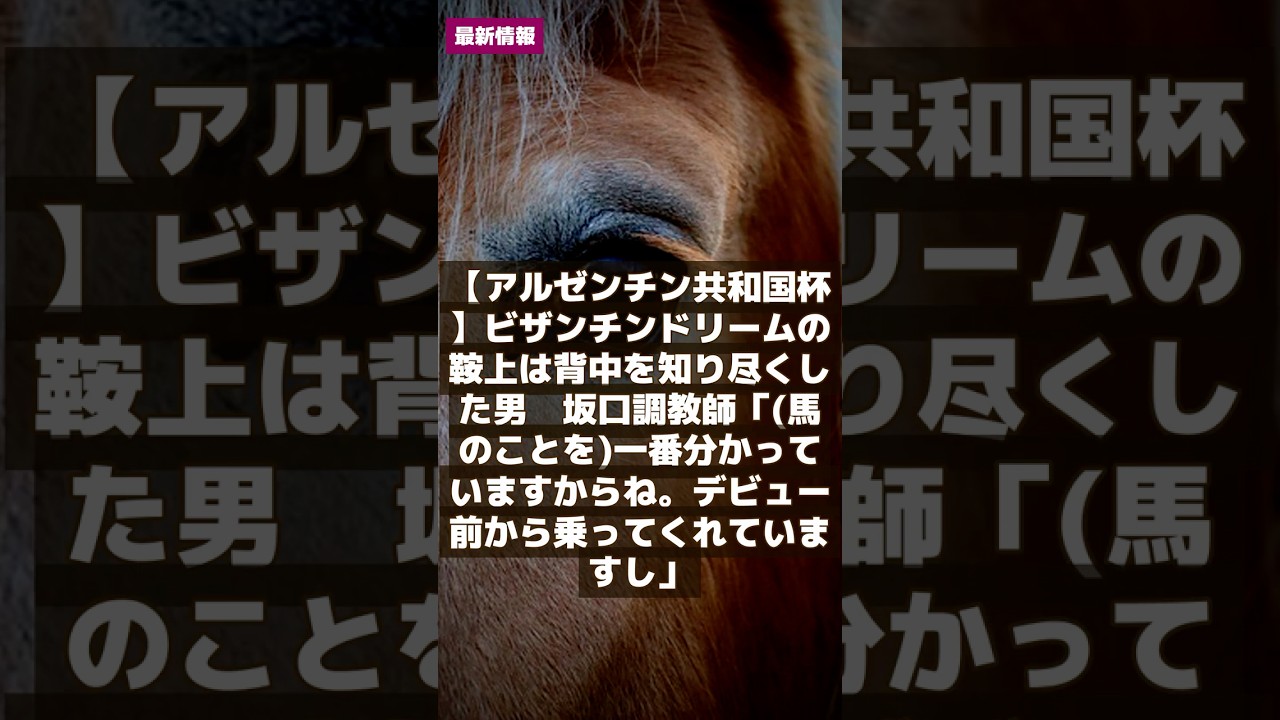 最新情報
【アルゼンチン共和国杯
】ビザンチンドリームの
鞍上は背中を知り尽くし
た男　坂口調教師「(馬
のことを)一番分かって
いますからね。デビュー
前から乗ってくれていま
すし」